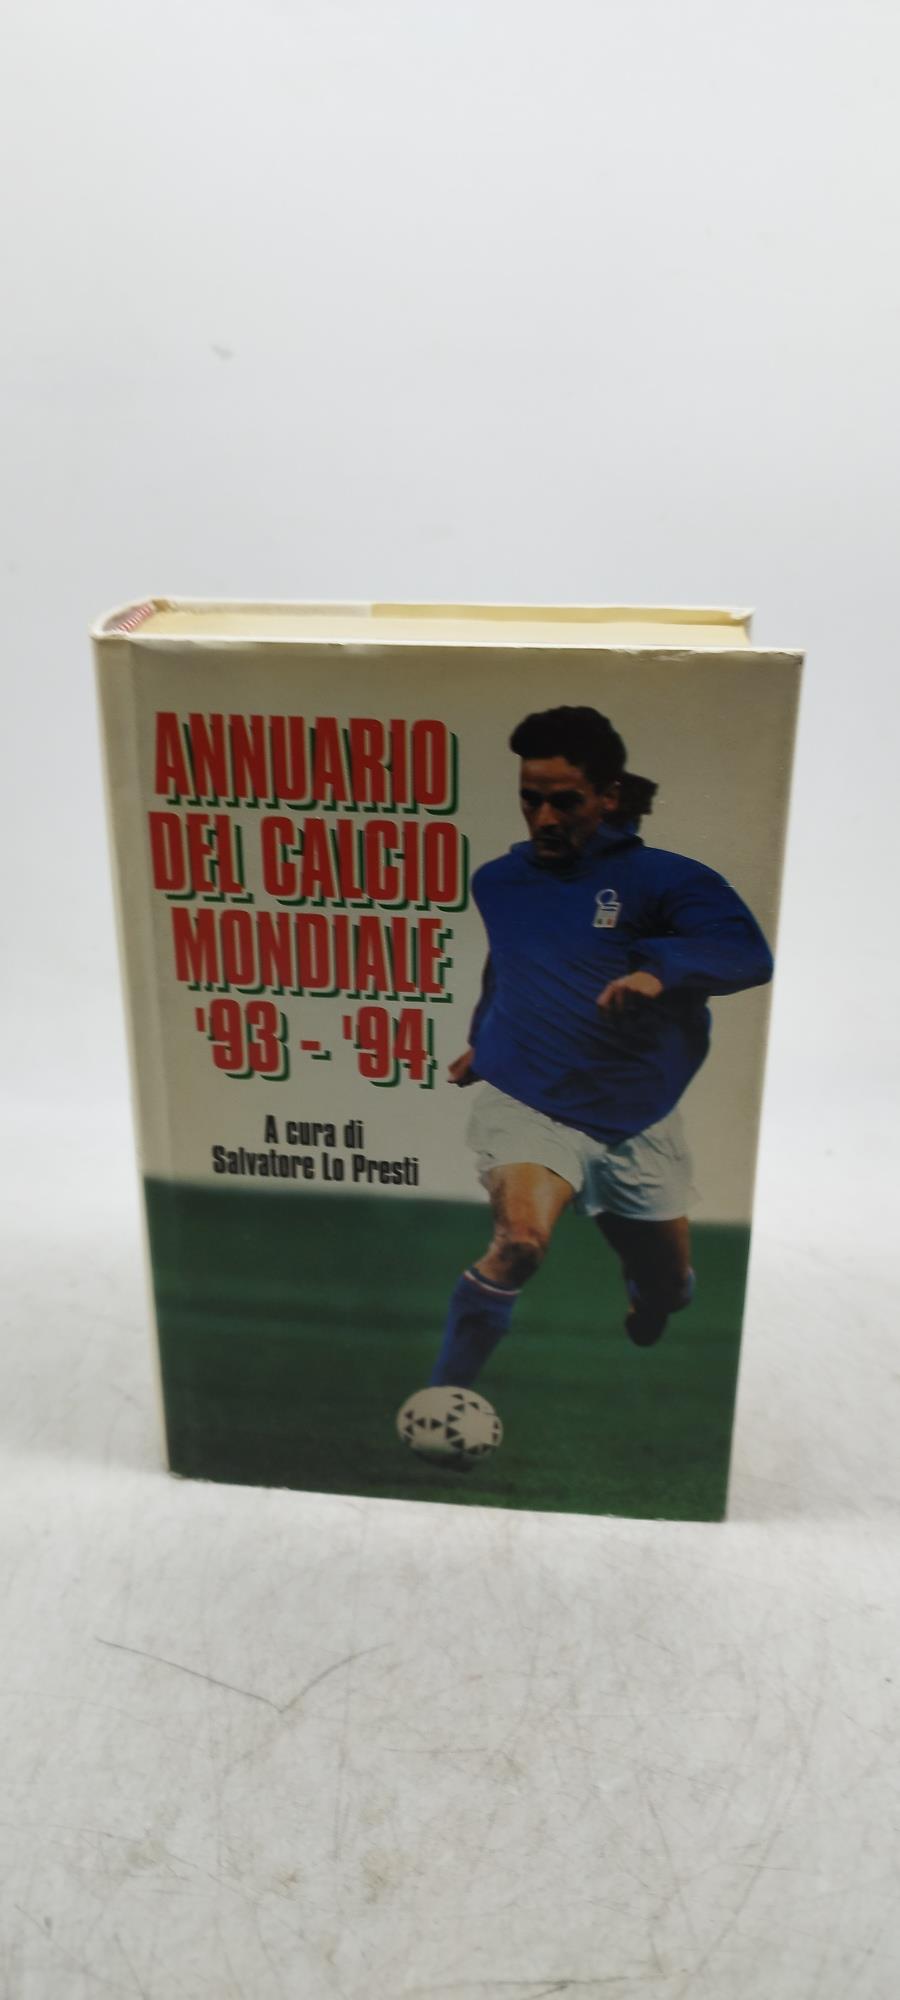 ANNUARIO
DEL CALCIO
MONDIALE
'93 - '94
A cura di
Salvatore Lo Presti